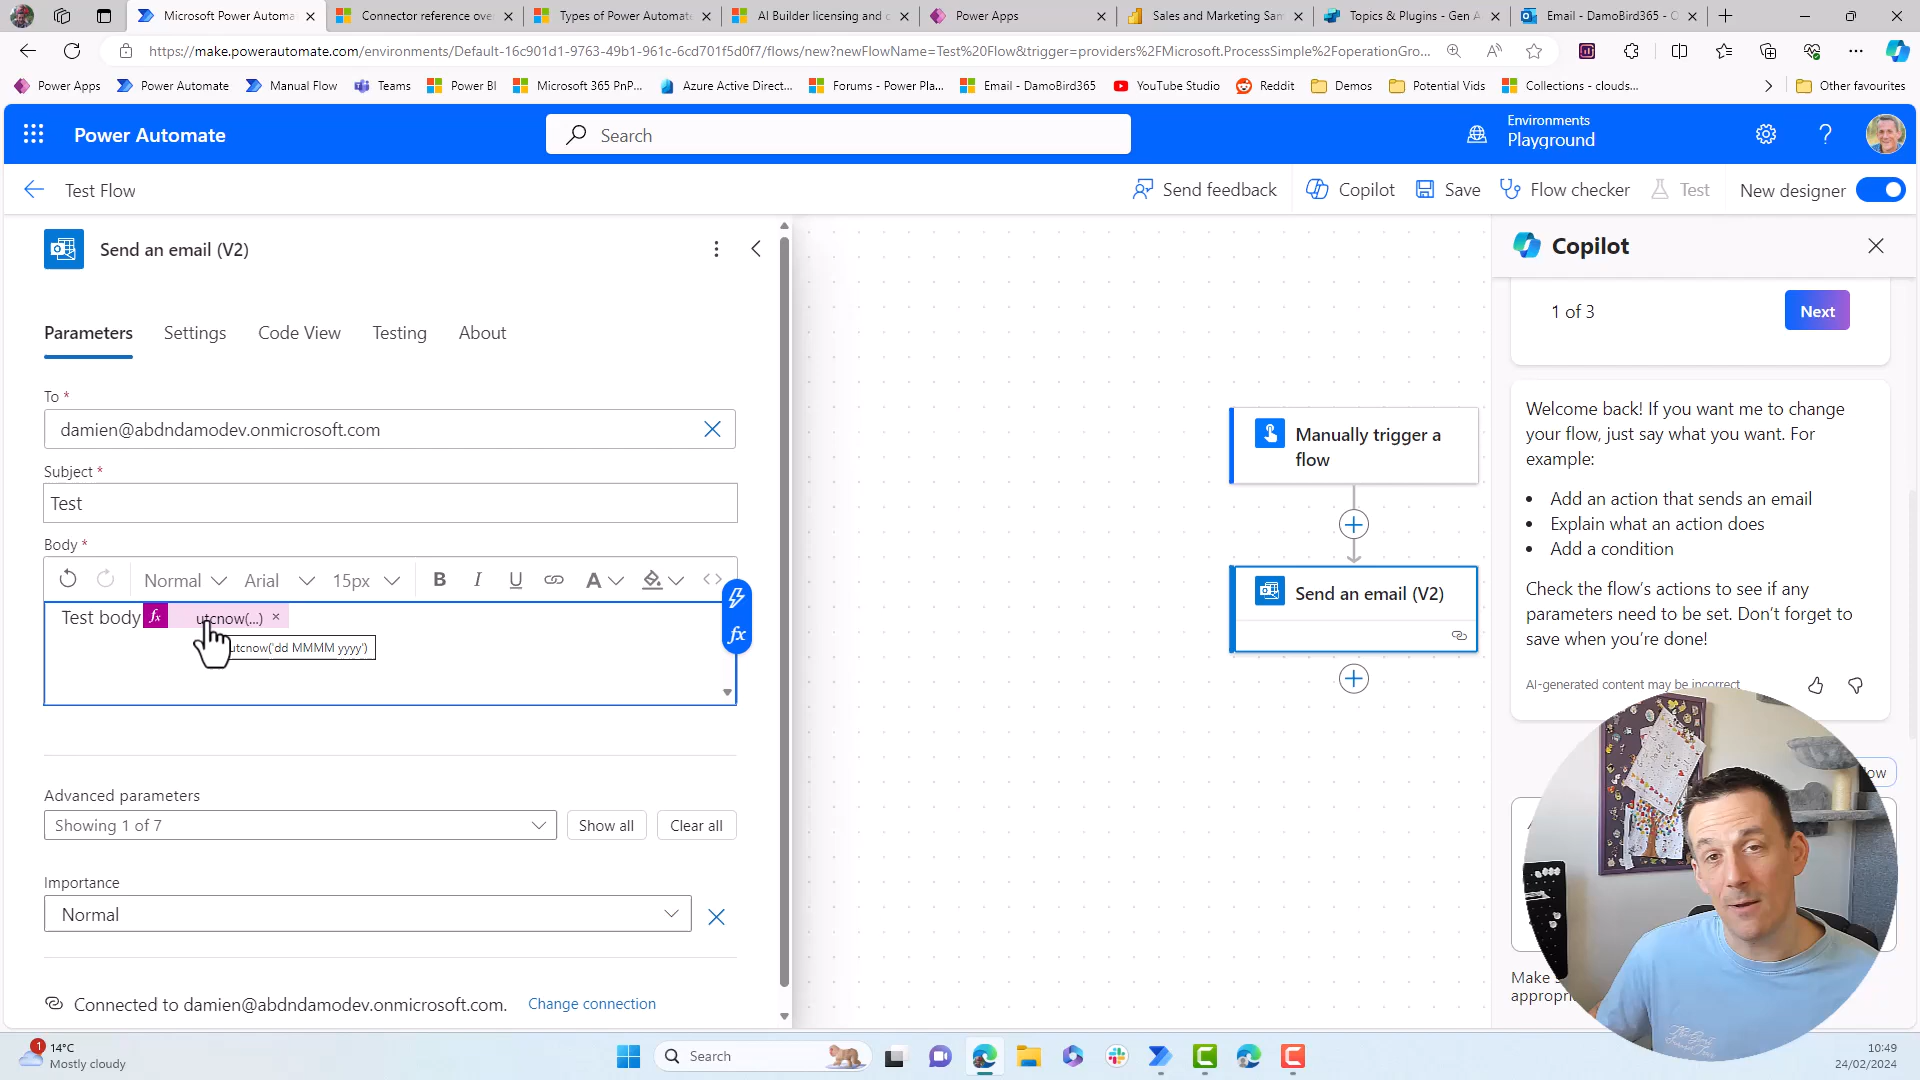 Microsoft Power Automa
Connector reference ove
Types of Power Automate
AI Builder licensing and c
Power Apps
Sales and Marketing Sam
Topics & Plugins - Gen A
Email - DamoBird365 - O
https://make.powerautomate.com/environments/Default-16c901d1-9763-49b1-961c-6cd701f5d0f7/flows/new?newFlowName=Test%20Flow&trigger=providers%2FMicrosoft.ProcessSimple%2FoperationGro...
Power Apps
Power Automate
Manual Flow
Teams
Power BI
Microsoft 365 PnP...
Azure Active Direct...
Forums - Power Pla...
Email - DamoBird365
YouTube Studio
Reddit
Demos
Potential Vids
Collections - clouds...
Other favourites
Power Automate
Search
Environments
Playground
Test Flow
Send feedback
Copilot
Save
Flow checker
Test
New designer
Send an email (V2)
Parameters
Settings
Code View
Testing
About
To *
damien@abdndamodev.onmicrosoft.com
Subject *
Test
Body *
Normal
Arial
15px
B
I
U
A
<>
Test body fx utcnow(...) ×
utcnow('dd MMMM yyyy')
fx
Advanced parameters
Showing 1 of 7
Show all
Clear all
Importance
Normal
Connected to damien@abdndamodev.onmicrosoft.com.
Change connection
Manually trigger a
flow
Send an email (V2)
Copilot
1 of 3
Next
Welcome back! If you want me to change
your flow, just say what you want. For
example:
• Add an action that sends an email
• Explain what an action does
• Add a condition
Check the flow's actions to see if any
parameters need to be set. Don't forget to
save when you're done!
AI-generated content may be incorrect
ow
Make s
appropri
1
14°C
Mostly cloudy
Search
10:49
24/02/2024